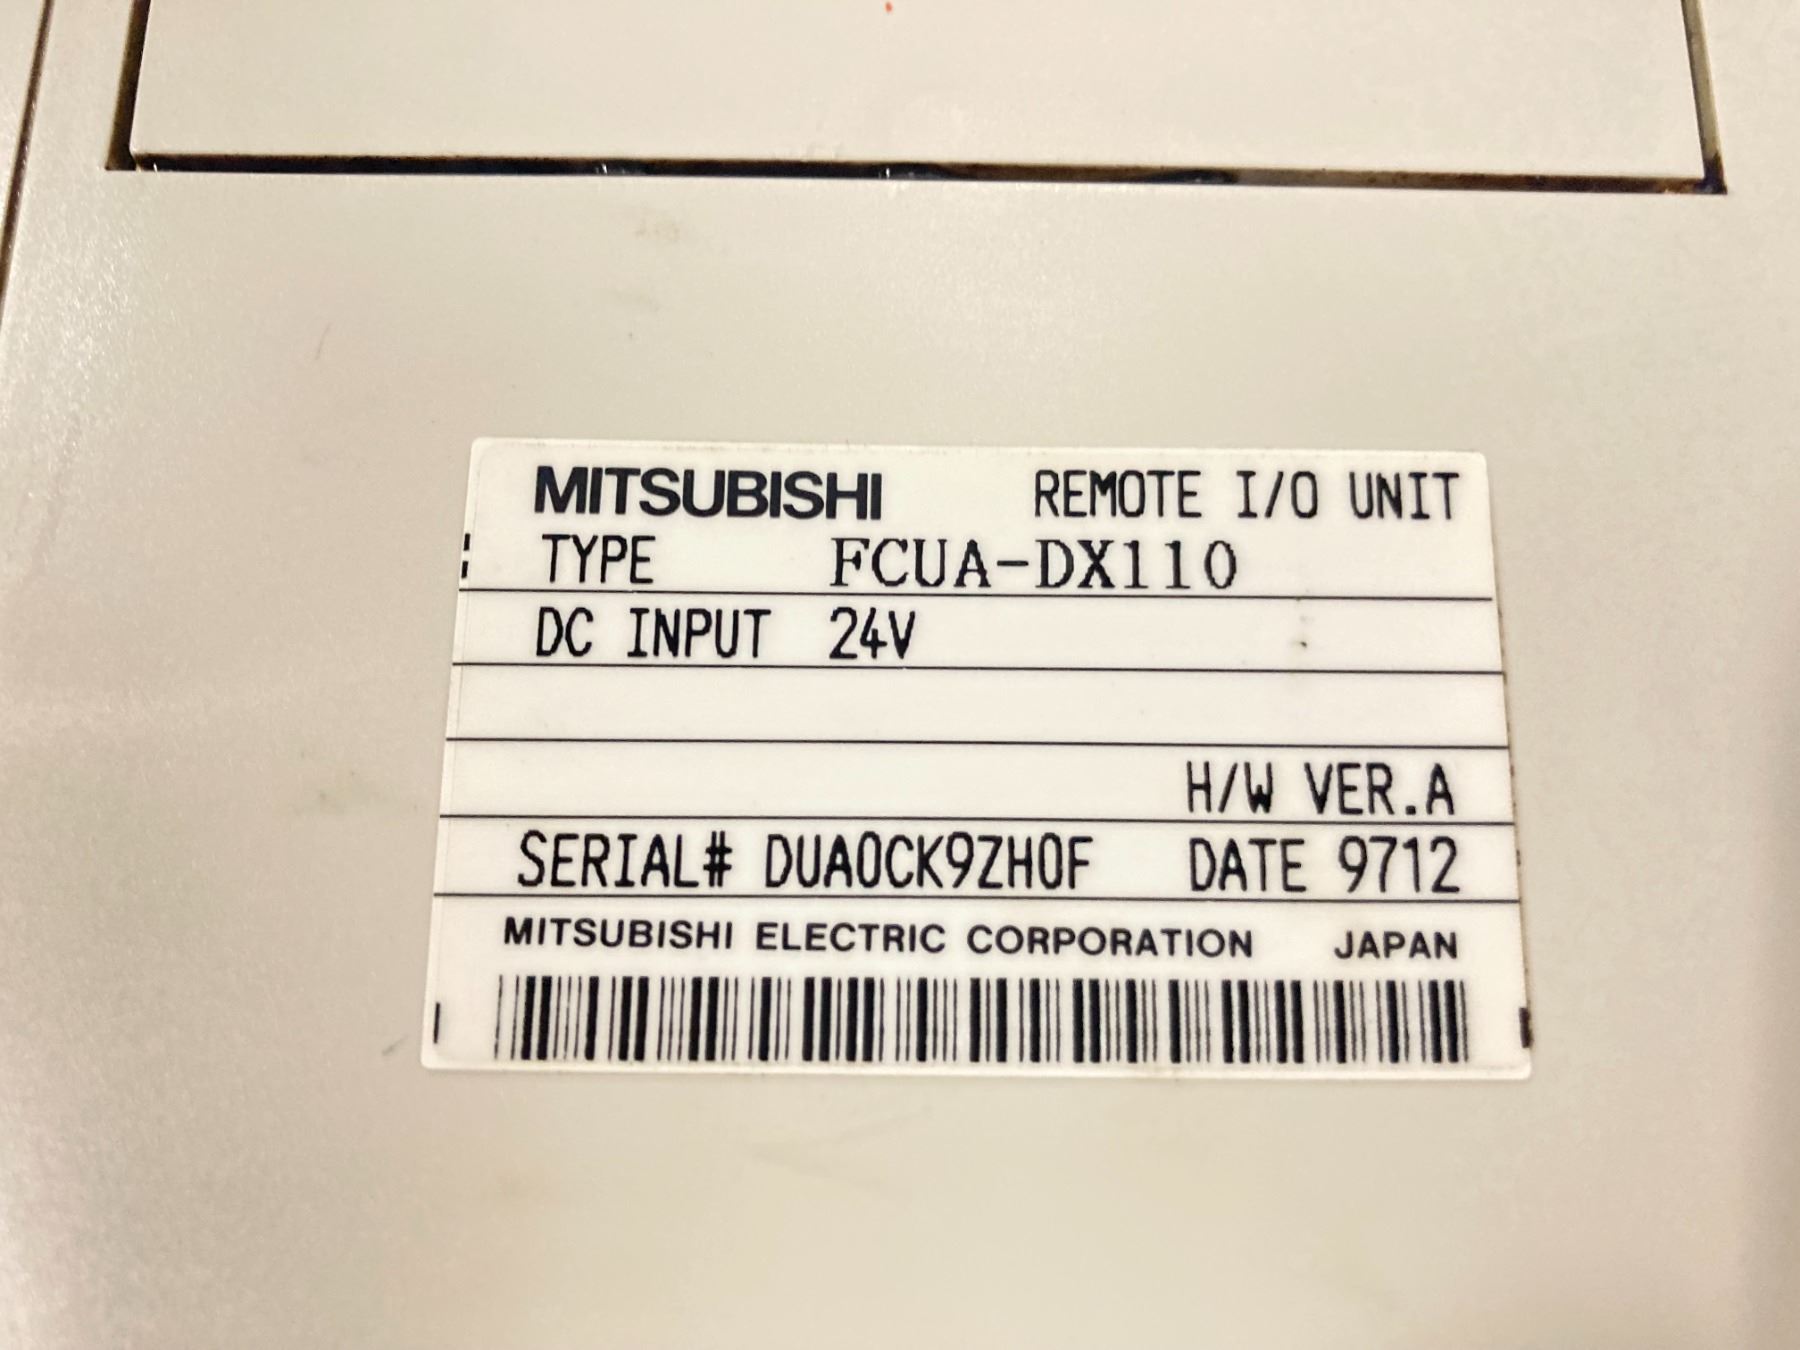 MITSUBISHI REMOTE I/O UNIT
TYPE FCUA-DX110
DC INPUT 24V
H/W VER.A
SERIAL# DUA0CK9ZH0F DATE 9712
MITSUBISHI ELECTRIC CORPORATION JAPAN